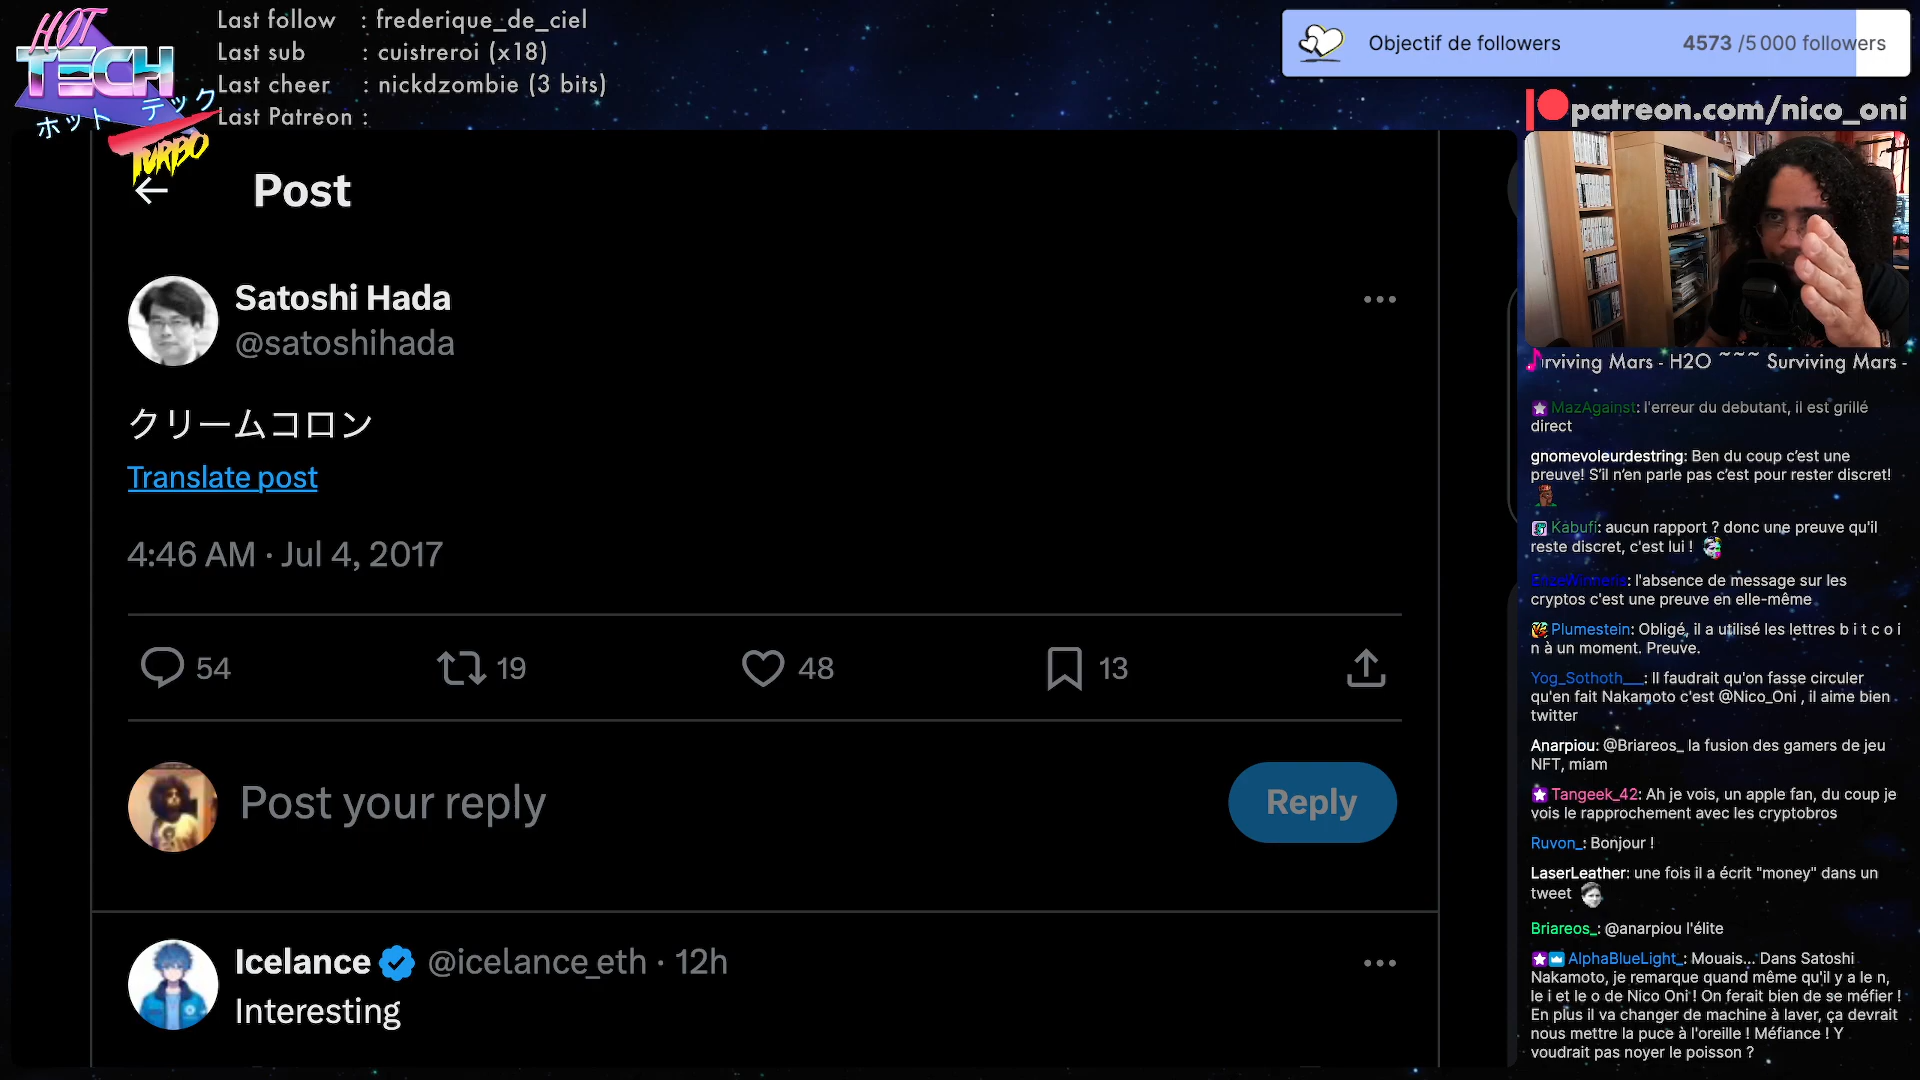 HOT
TECH
ホット テック
TURBO
Last follow : frederique_de_ciel
Last sub : cuistreroi (x18)
Last cheer : nickdzombie (3 bits)
Last Patreon :
Objectif de followers 4573 /5 000 followers
patreon.com/nico_oni
Post
Satoshi Hada
@satoshihada
クリームコロン
Translate post
4:46 AM · Jul 4, 2017
54 19 48 13
Post your reply
Reply
Icelance @icelance_eth · 12h
Interesting
rviving Mars - H2O ~~~ Surviving Mars -
MazAgainst: l'erreur du debutant, il est grillé
direct
gnomevoleurdestring: Ben du coup c'est une
preuve! S'il n'en parle pas c'est pour rester discret!
Kabufi: aucun rapport ? donc une preuve qu'il
reste discret, c'est lui !
: l'absence de message sur les
cryptos c'est une preuve en elle-même
Plumestein: Obligé, il a utilisé les lettres b i t c o i
n à un moment. Preuve.
Yog_Sothoth___: Il faudrait qu'on fasse circuler
qu'en fait Nakamoto c'est @Nico_Oni , il aime bien
twitter
Anarpiou: @Briareos_ la fusion des gamers de jeu
NFT, miam
Tangeek_42: Ah je vois, un apple fan, du coup je
vois le rapprochement avec les cryptobros
Ruvon_: Bonjour !
LaserLeather: une fois il a écrit "money" dans un
tweet
Briareos_: @anarpiou l'élite
AlphaBlueLight_: Mouais... Dans Satoshi
Nakamoto, je remarque quand même qu'il y a le n,
le i et le o de Nico Oni ! On ferait bien de se méfier !
En plus il va changer de machine à laver, ça devrait
nous mettre la puce à l'oreille ! Méfiance ! Y
voudrait pas noyer le poisson ?